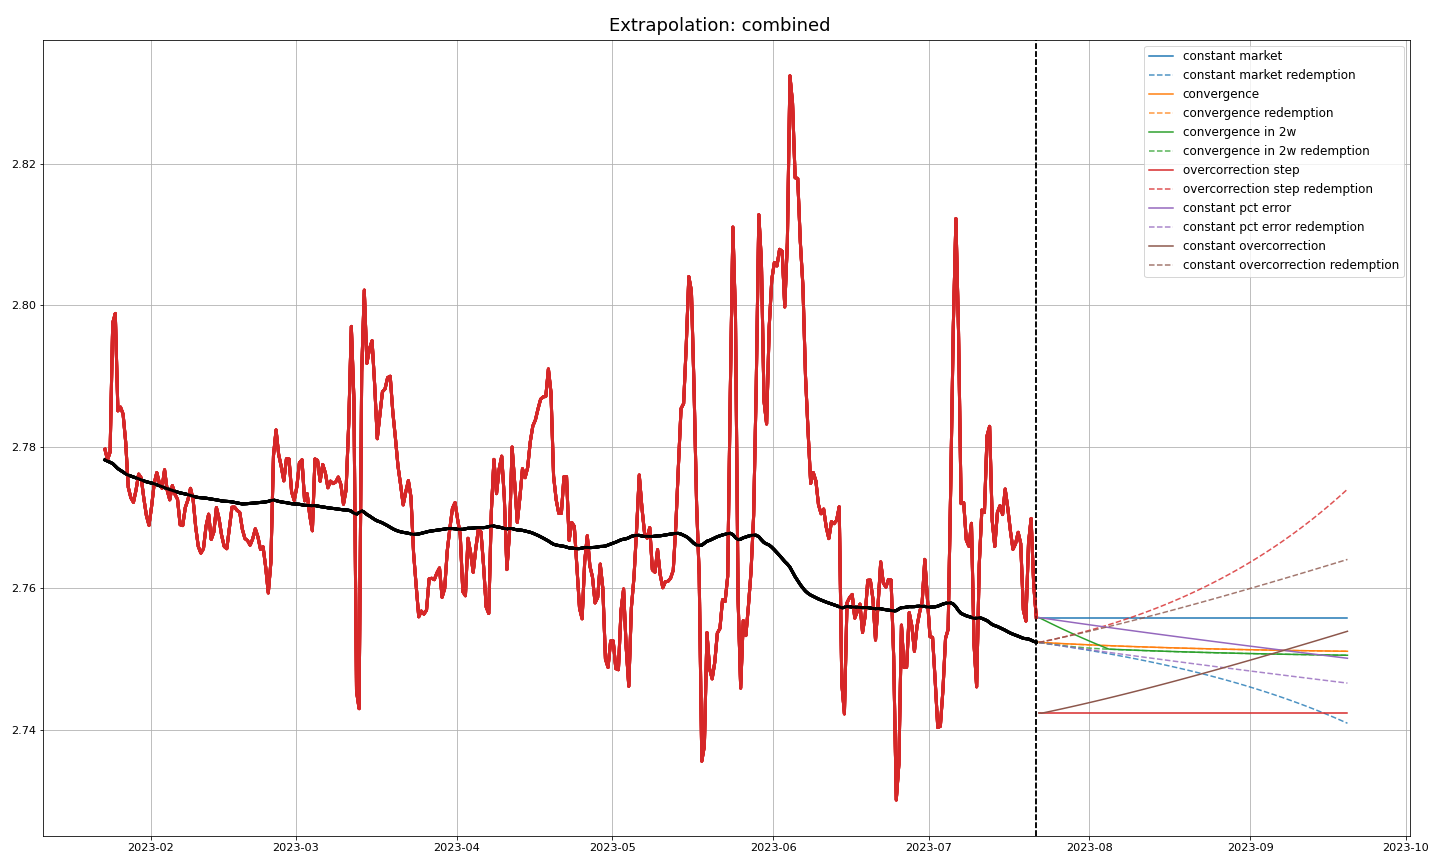 Extrapolation: combined
constant market
constant market redemption
convergence
convergence redemption
convergence in 2w
convergence in 2w redemption
overcorrection step
overcorrection step redemption
constant pct error
constant pct error redemption
constant overcorrection
constant overcorrection redemption
2.82
2.80
2.78
2.76
2.74
2023-02 2023-03 2023-04 2023-05 2023-06 2023-07 2023-08 2023-09 2023-10